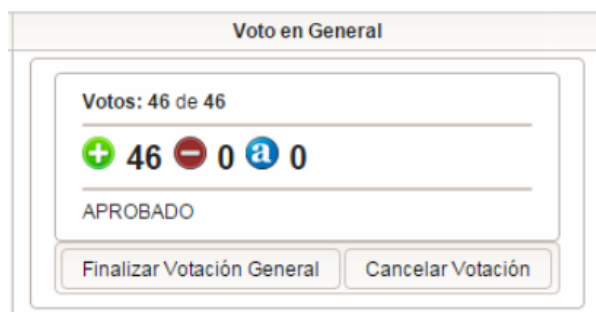 Voto en General
Votos: 46 de 46
46 0 a 0
APROBADO
Finalizar Votación General Cancelar Votación